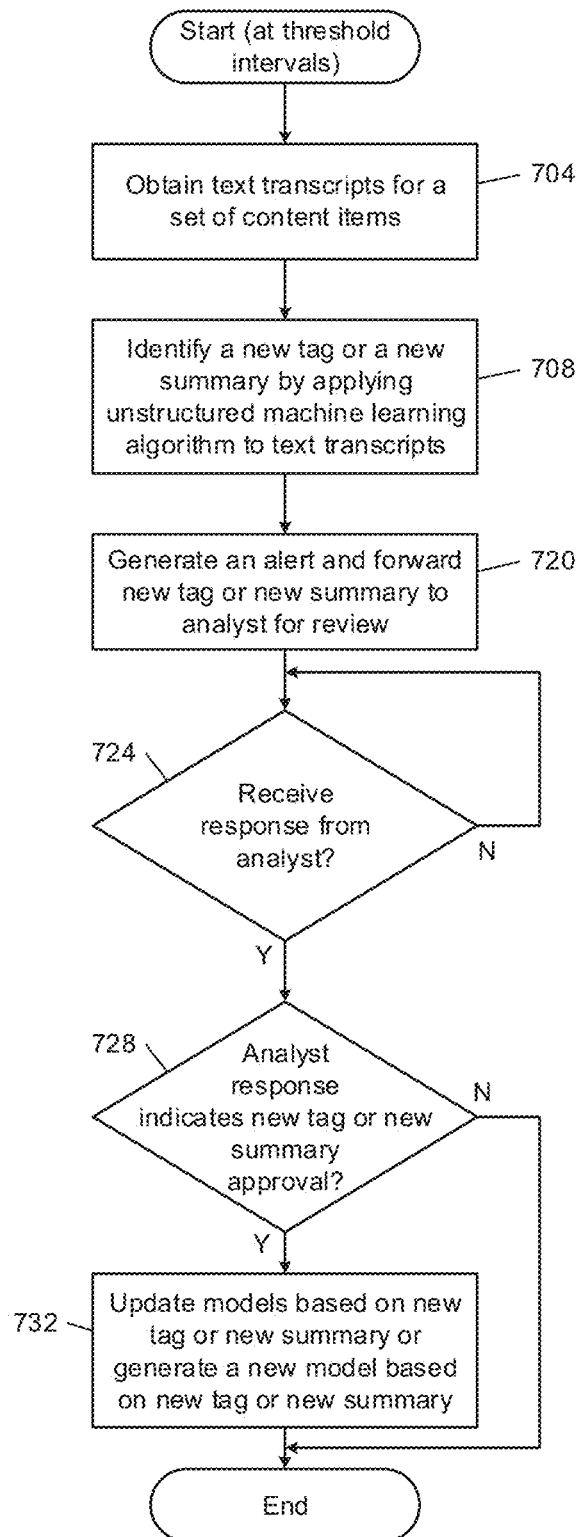 Start (at threshold
intervals)
Obtain text transcripts for a
set of content items
704
Identify a new tag or a new
summary by applying
unstructured machine learning
algorithm to text transcripts
708
Generate an alert and forward
new tag or new summary to
analyst for review
720
724
Receive
response from
analyst?
N
Y
728
Analyst
response
indicates new tag or new
summary
approval?
N
Y
732
Update models based on new
tag or new summary or
generate a new model based
on new tag or new summary
End